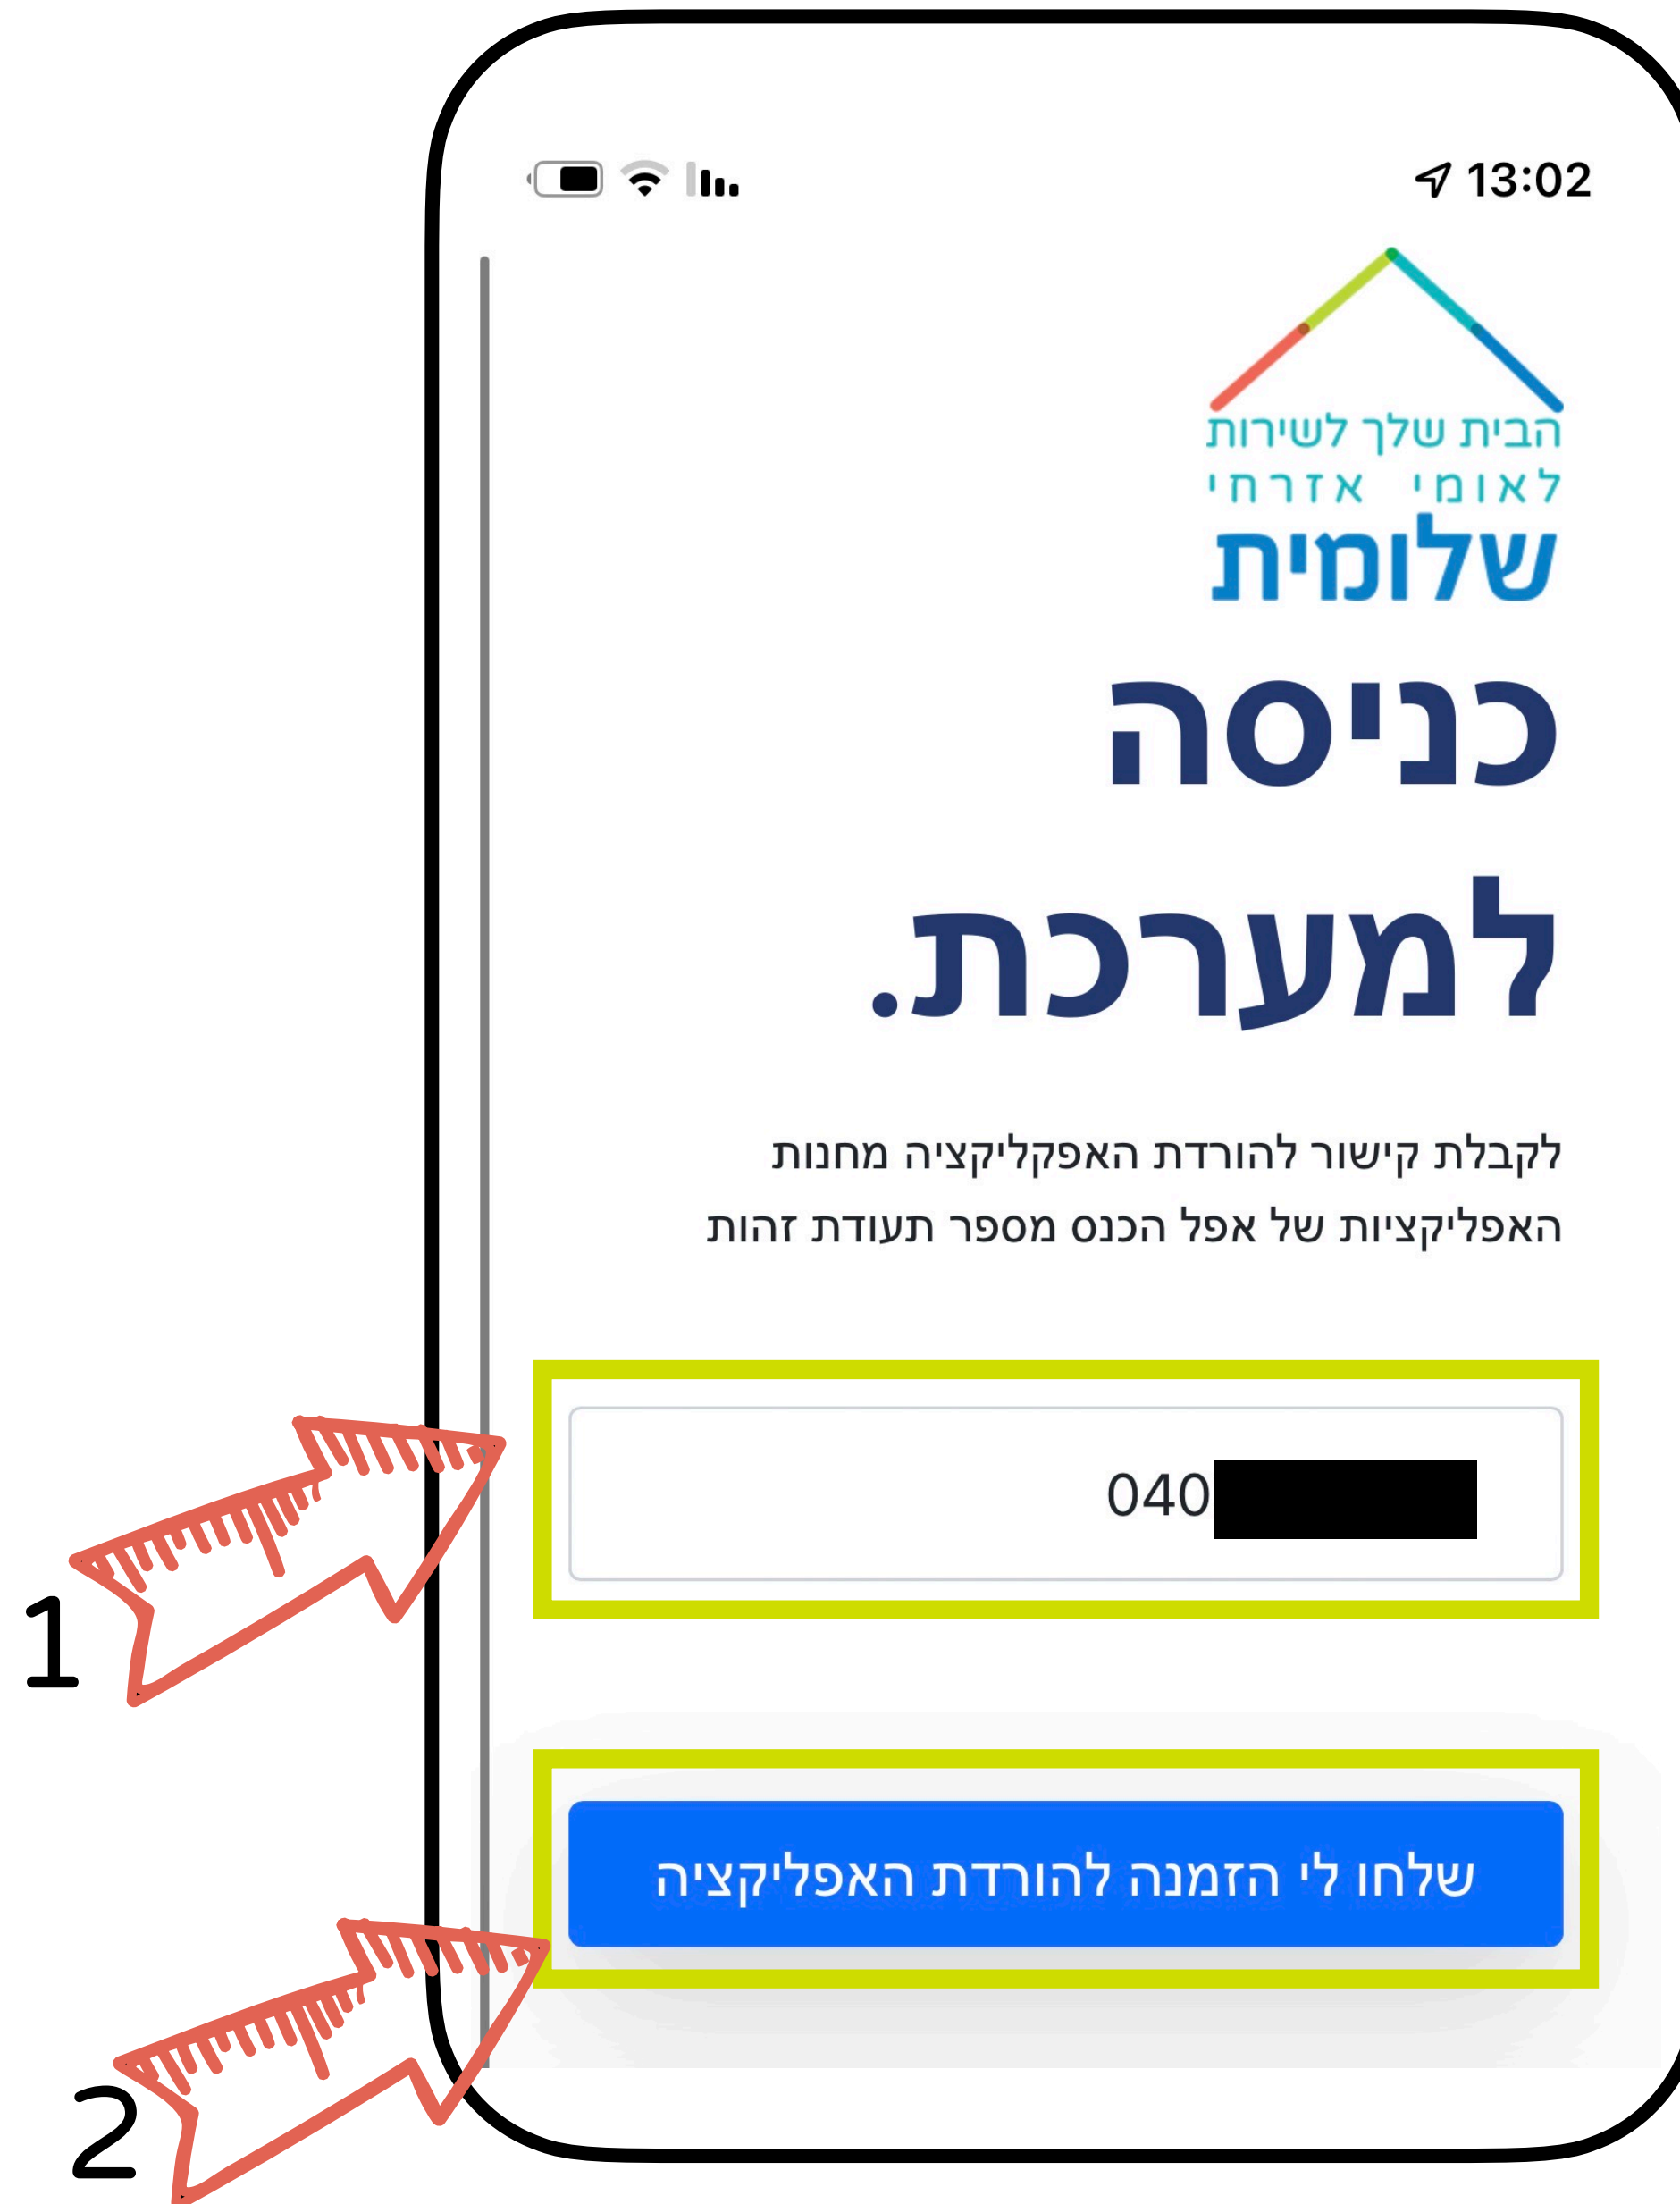 13:02
הבית שלך לשירות
לאומי אזרחי
שלומית
כניסה
למערכת.
לקבלת קישור להורדת האפקליקציה מחנות
האפליקציות של אפל הכנס מספר תעודת זהות
1
040
שלחו לי הזמנה להורדת האפליקציה
2